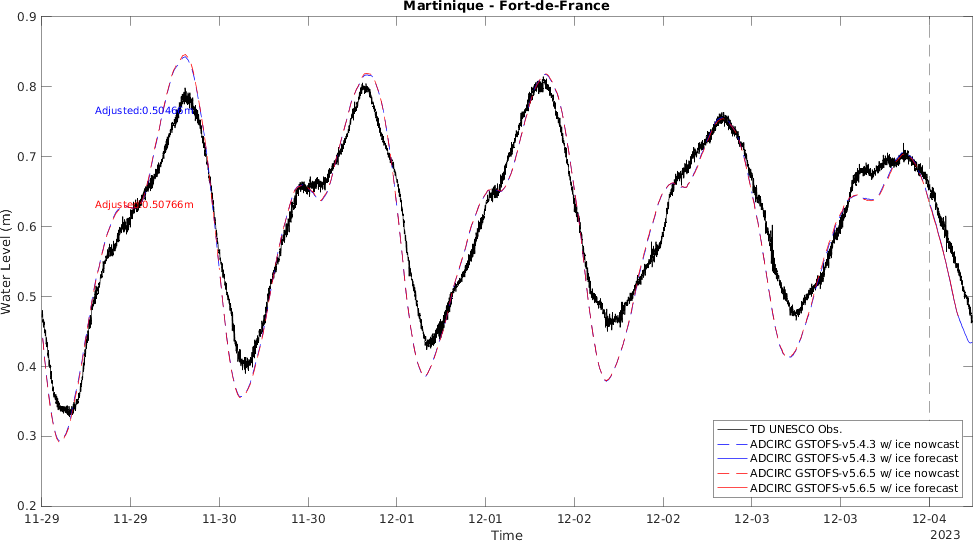 Martinique - Fort-de-France
0.9
0.8
0.7
0.6
0.5
0.4
0.3
0.2
Water Level (m)
Adjusted:0.50766m
TD UNESCO Obs.
ADCIRC GSTOFS-v5.4.3 w/ ice nowcast
ADCIRC GSTOFS-v5.4.3 w/ ice forecast
ADCIRC GSTOFS-v5.6.5 w/ ice nowcast
ADCIRC GSTOFS-v5.6.5 w/ ice forecast
11-29 11-29 11-30 11-30 12-01 12-01 12-02 12-02 12-03 12-03 12-04
2023
Time